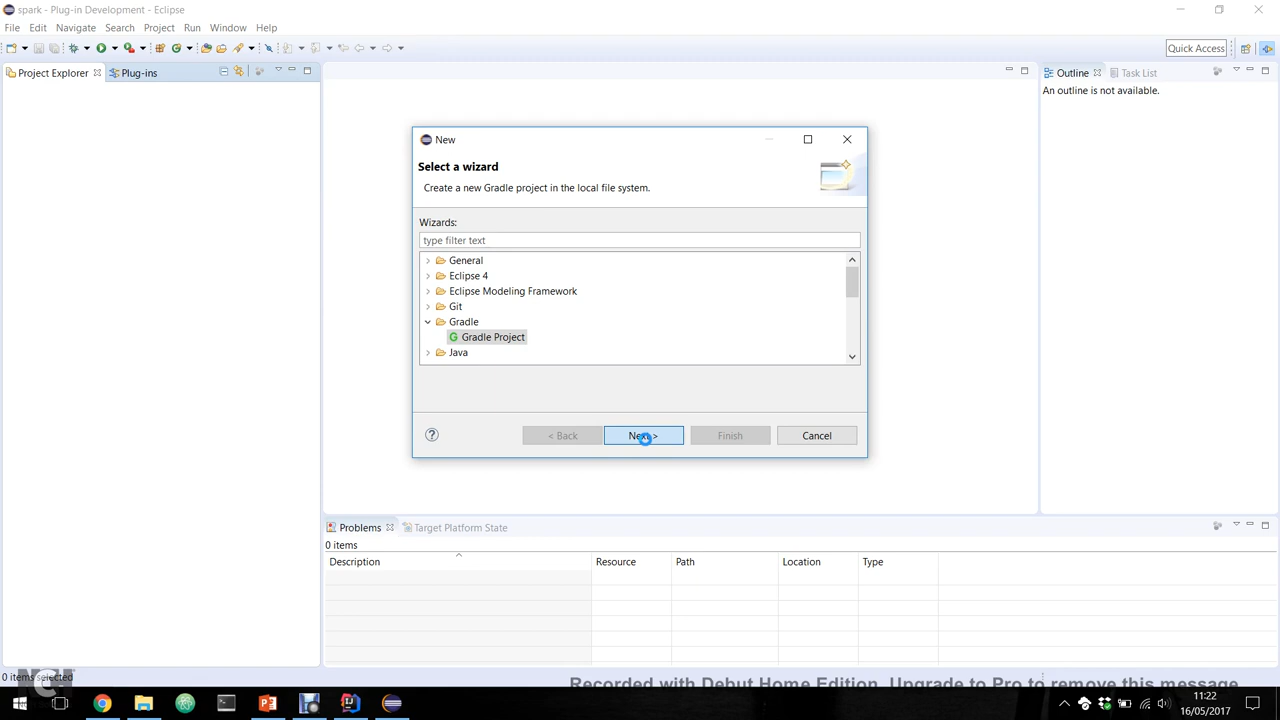 spark - Plug-in Development - Eclipse
File Edit Navigate Search Project Run Window Help
Quick Access
Project Explorer Plug-ins
Outline Task List
An outline is not available.
New
Select a wizard
Create a new Gradle project in the local file system.
Wizards:
type filter text
General
Eclipse 4
Eclipse Modeling Framework
Git
Gradle
Gradle Project
Java
< Back Next > Finish Cancel
Problems Target Platform State
0 items
Description Resource Path Location Type
0 items selected
Recorded with Debut Home Edition. Upgrade to Pro to remove this message
11:22
16/05/2017